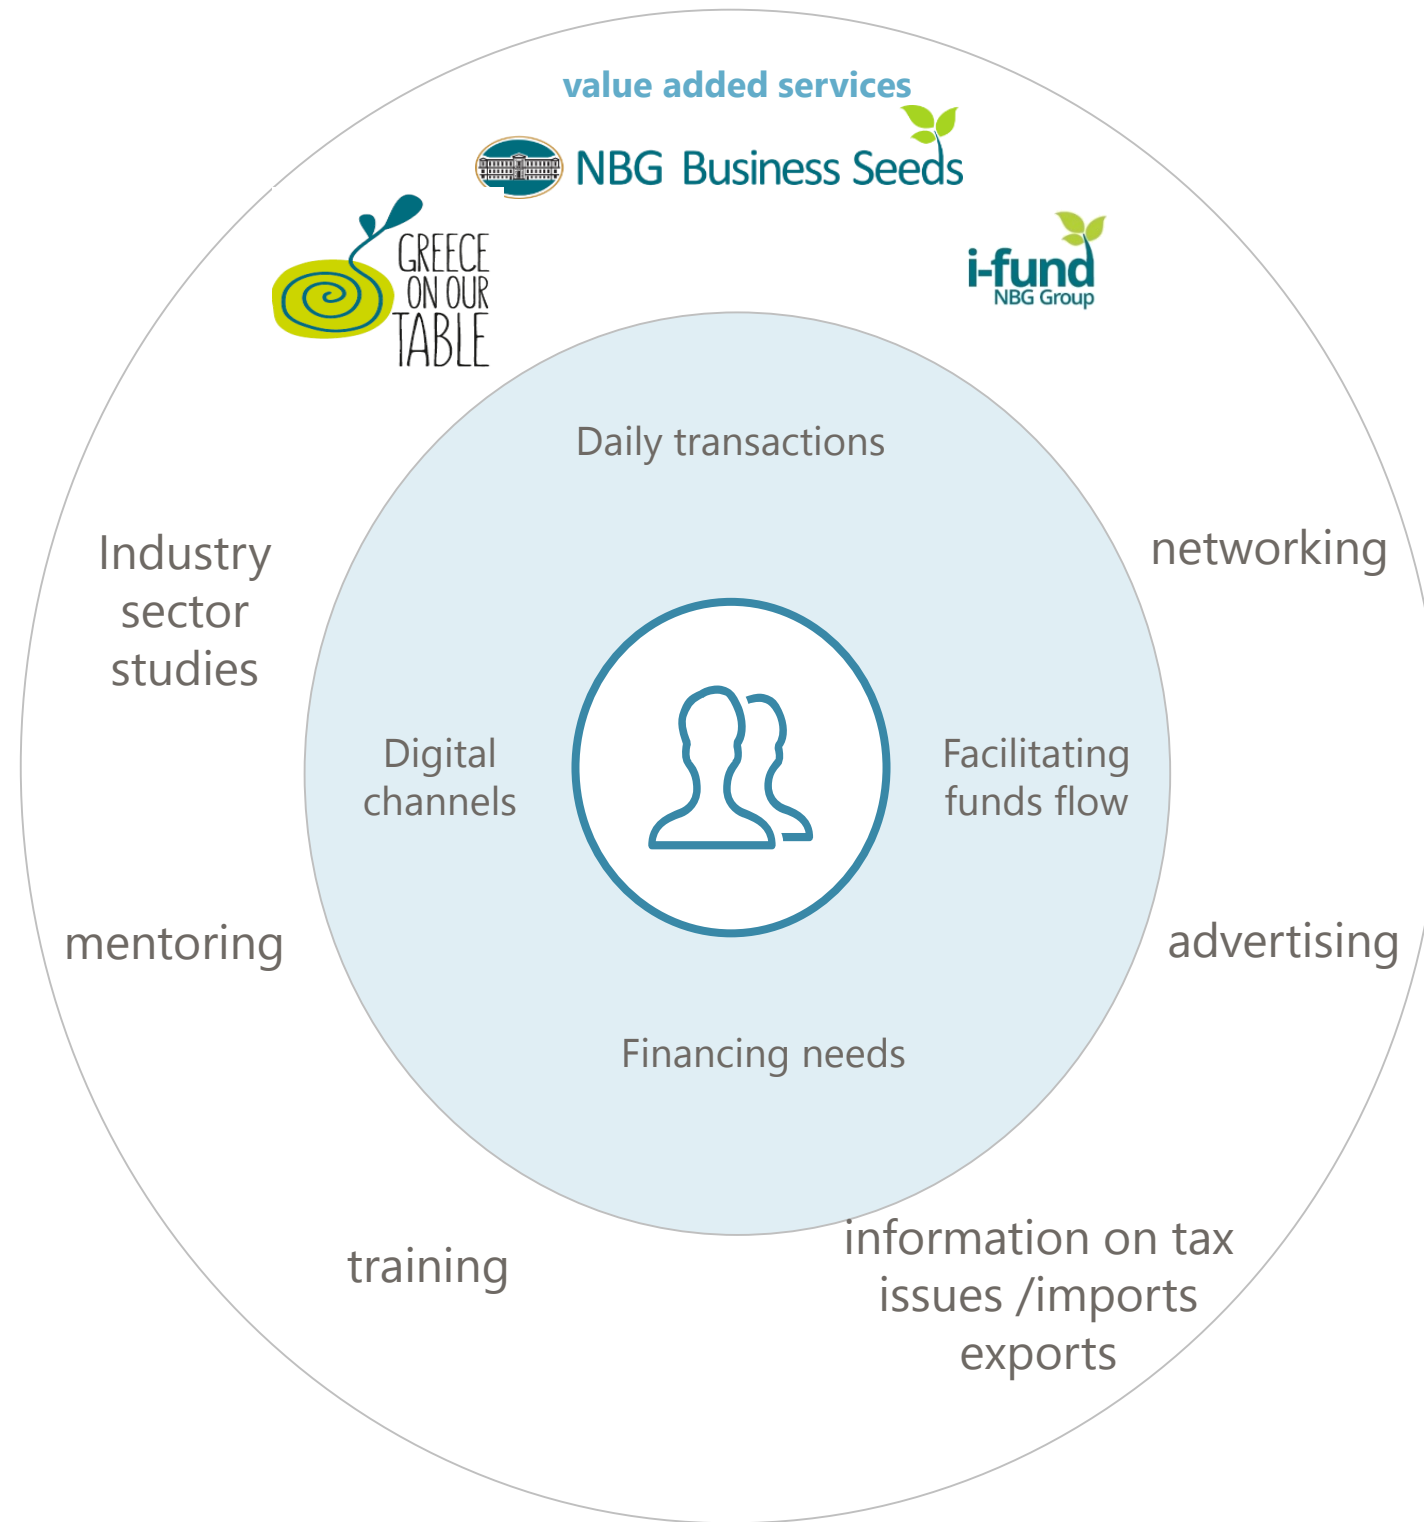 value added services
NBG Business Seeds
GREECE
ON OUR
TABLE
i-fund
NBG Group
Daily transactions
Industry
sector
studies
networking
Digital
channels
Facilitating
funds flow
mentoring
advertising
Financing needs
training
information on tax
issues /imports
exports